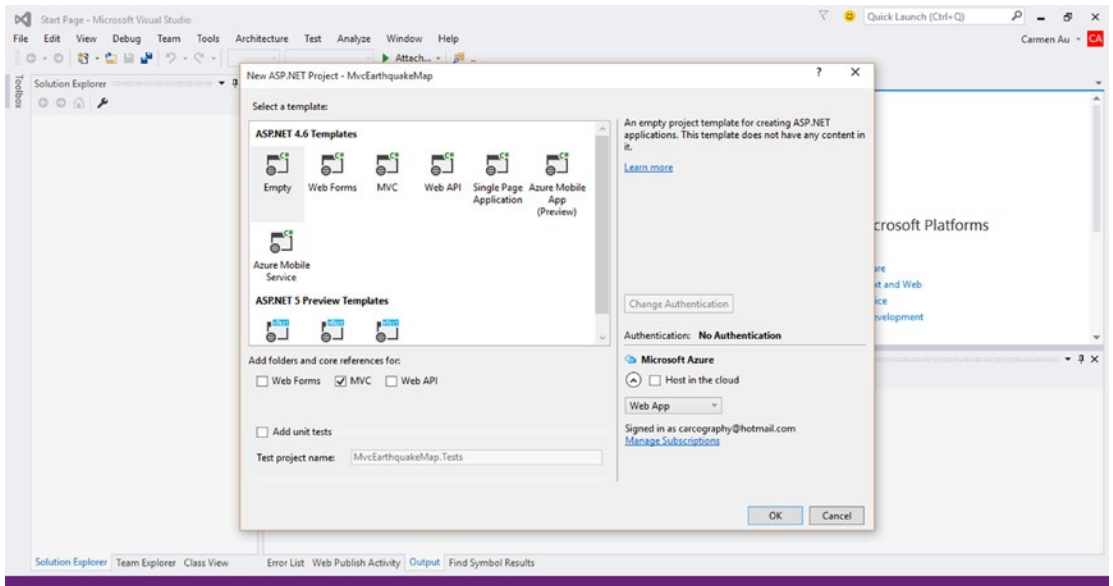 Start Page - Microsoft Visual Studio
Quick Launch (Ctrl+Q)
File Edit View Debug Team Tools Architecture Test Analyze Window Help
Carmen Au CA
Attach...
Toolbox
Solution Explorer
New ASP.NET Project - MvcEarthquakeMap ? X
Select a template:
ASP.NET 4.6 Templates
Empty Web Forms MVC Web API Single Page Application Azure Mobile App (Preview)
Azure Mobile Service
ASP.NET 5 Preview Templates
Add folders and core references for:
Web Forms MVC Web API
Add unit tests
Test project name: MvcEarthquakeMap.Tests
An empty project template for creating ASP.NET
applications. This template does not have any content in
it.
Learn more
Change Authentication
Authentication: No Authentication
Microsoft Azure
Host in the cloud
Web App
Signed in as carcography@hotmail.com
Manage Subscriptions
OK Cancel
crosoft Platforms
ure
xt and Web
ice
evelopment
Solution Explorer Team Explorer Class View
Error List Web Publish Activity Output Find Symbol Results